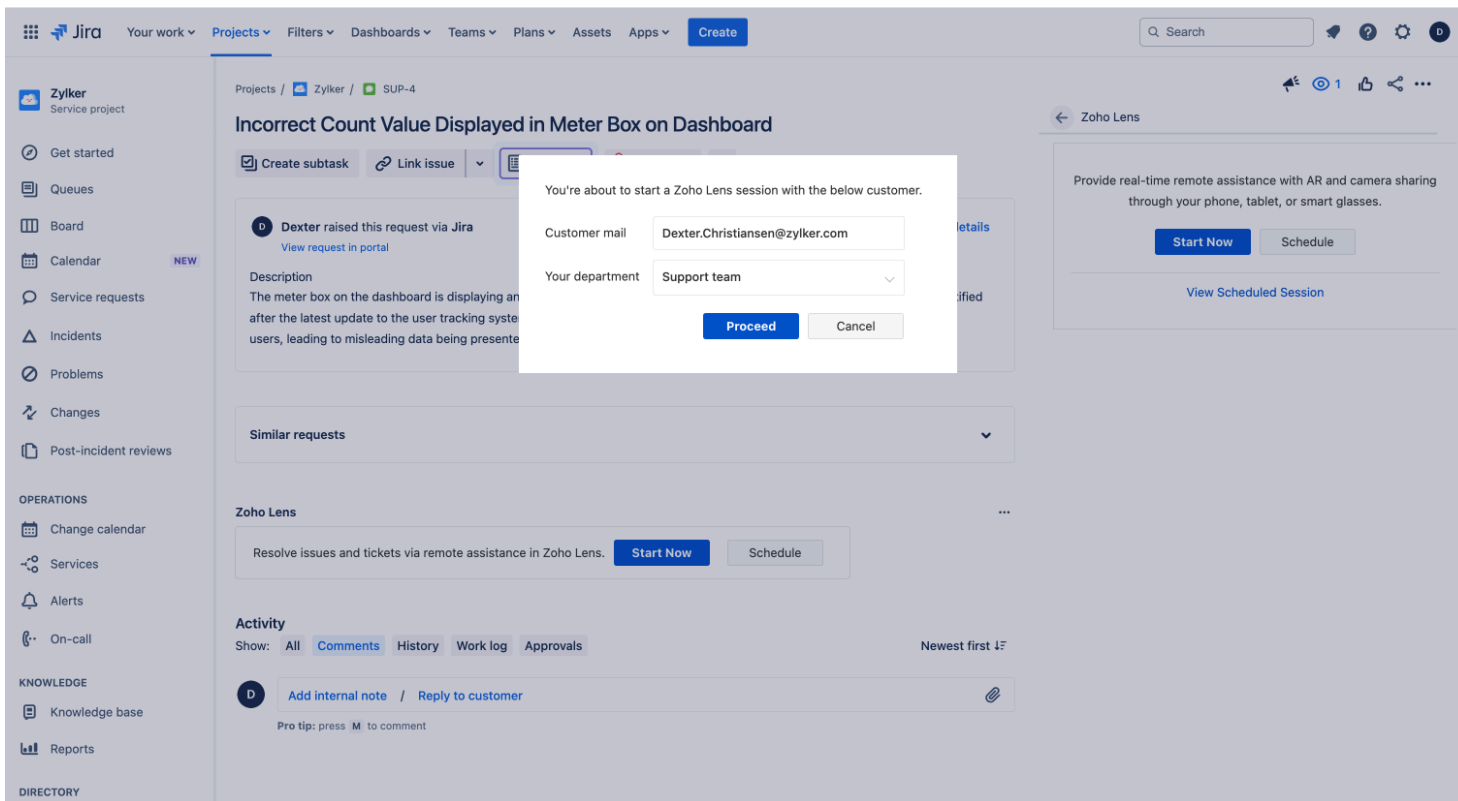 Jira
Your work
Projects
Filters
Dashboards
Teams
Plans
Assets
Apps
Create
Search
D
Zylker
Service project
Get started
Queues
Board
Calendar NEW
Service requests
Incidents
Problems
Changes
Post-incident reviews
OPERATIONS
Change calendar
Services
Alerts
On-call
KNOWLEDGE
Knowledge base
Reports
DIRECTORY
Projects / Zylker / SUP-4
1
Incorrect Count Value Displayed in Meter Box on Dashboard
Create subtask
Link issue
D
Dexter raised this request via Jira
View request in portal
Description
The meter box on the dashboard is displaying an
after the latest update to the user tracking syste
users, leading to misleading data being presente
You're about to start a Zoho Lens session with the below customer.
Customer mail Dexter.Christiansen@zylker.com
Your department Support team
Proceed Cancel
Similar requests
Zoho Lens
Resolve issues and tickets via remote assistance in Zoho Lens. Start Now Schedule
Activity
Show: All Comments History Work log Approvals Newest first
D
Add internal note / Reply to customer
Pro tip: press M to comment
Zoho Lens
Provide real-time remote assistance with AR and camera sharing
through your phone, tablet, or smart glasses.
Start Now Schedule
View Scheduled Session